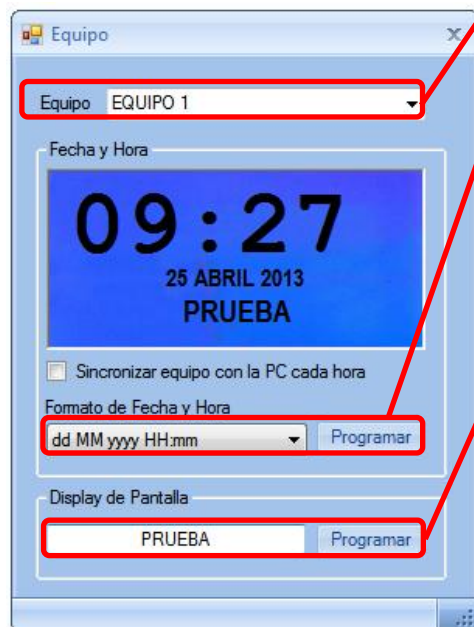 Equipo
Equipo EQUIPO 1
Fecha y Hora
09:27
25 ABRIL 2013
PRUEBA
Sincronizar equipo con la PC cada hora
Formato de Fecha y Hora
dd MM yyyy HH:mm Programar
Display de Pantalla
PRUEBA Programar